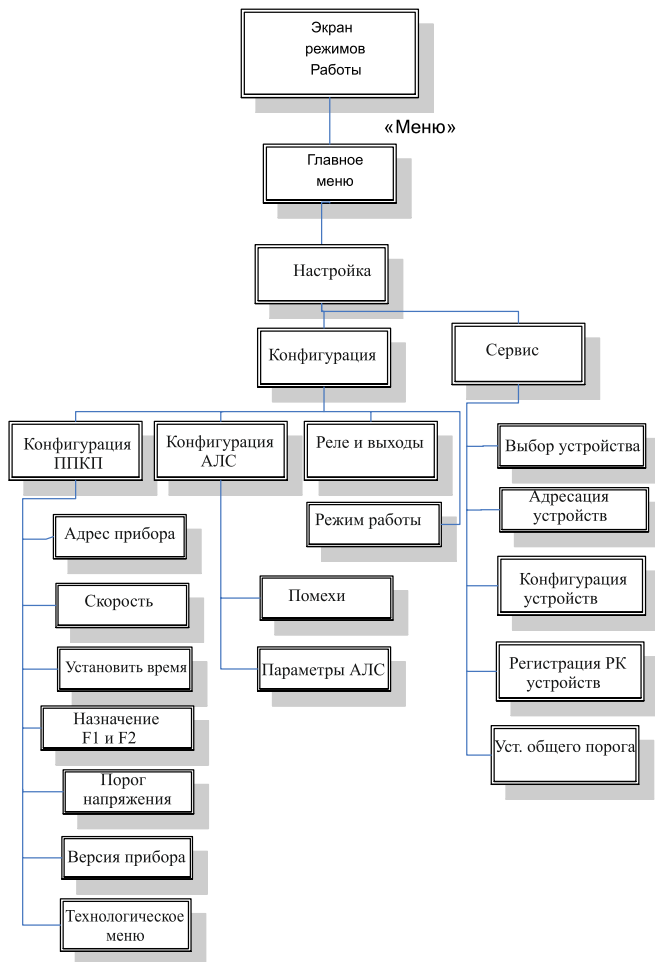 Экран
режимов
Работы
«Меню»
Главное
меню
Настройка
Конфигурация
Сервис
Конфигурация
ППКП
Конфигурация
АЛС
Реле и выходы
Режим работы
Адрес прибора
Скорость
Установить время
Назначение
F1 и F2
Порог
напряжения
Версия прибора
Технологическое
меню
Помехи
Параметры АЛС
Выбор устройства
Адресация
устройств
Конфигурация
устройств
Регистрация РК
устройств
Уст. общего порога